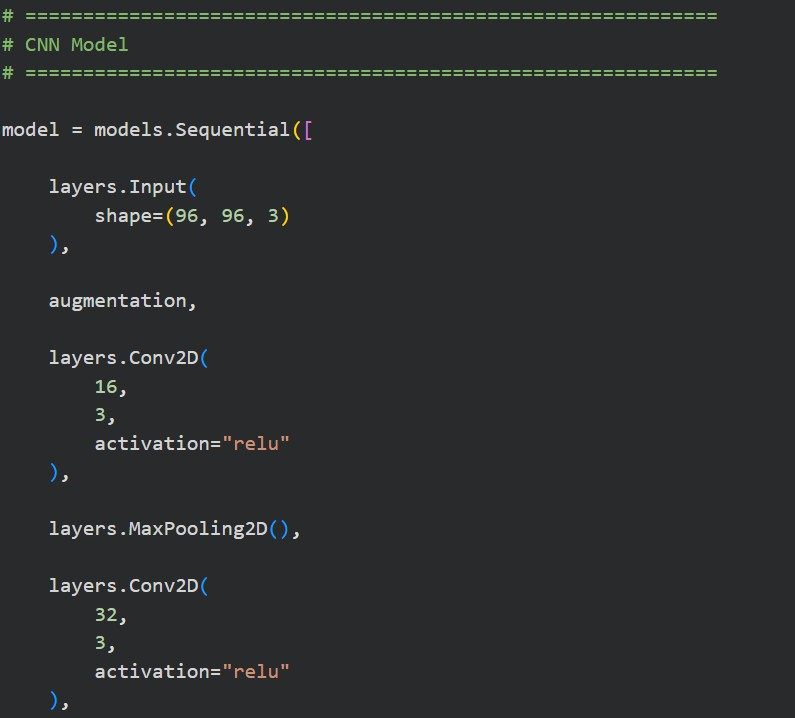 # ============================================================
# CNN Model
# ============================================================
model = models.Sequential([
    layers.Input(
        shape=(96, 96, 3)
    ),
    augmentation,
    layers.Conv2D(
        16,
        3,
        activation="relu"
    ),
    layers.MaxPooling2D(),
    layers.Conv2D(
        32,
        3,
        activation="relu"
    ),